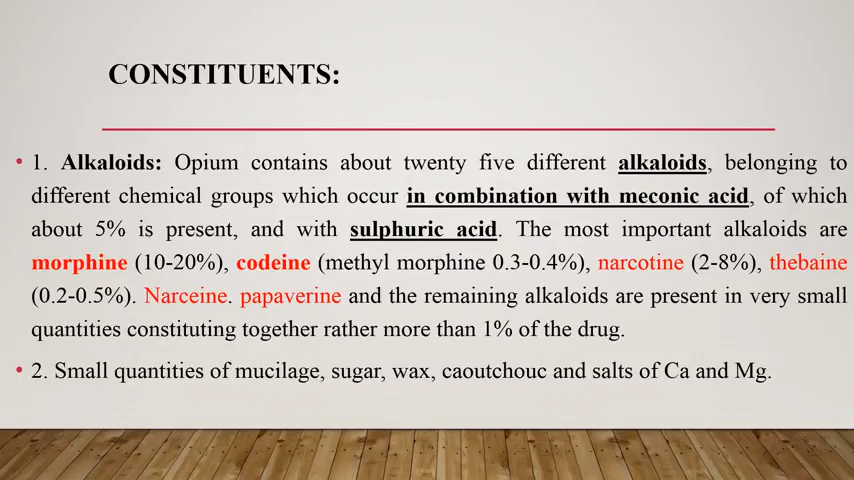 CONSTITUENTS:
• 1. Alkaloids: Opium contains about twenty five different alkaloids, belonging to
different chemical groups which occur in combination with meconic acid, of which
about 5% is present, and with sulphuric acid. The most important alkaloids are
morphine (10-20%), codeine (methyl morphine 0.3-0.4%), narcotine (2-8%), thebaine
(0.2-0.5%). Narceine. papaverine and the remaining alkaloids are present in very small
quantities constituting together rather more than 1% of the drug.
• 2. Small quantities of mucilage, sugar, wax, caoutchouc and salts of Ca and Mg.